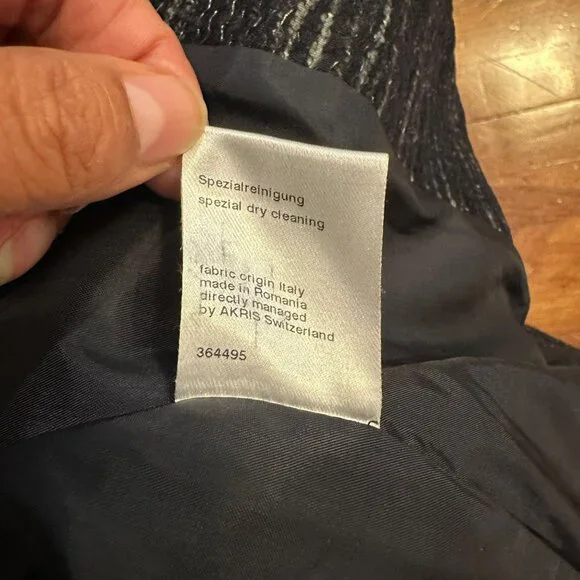 Spezialreinigung
spezial dry cleaning
fabric origin Italy
made in Romania
directly managed
by AKRIS Switzerland
364495